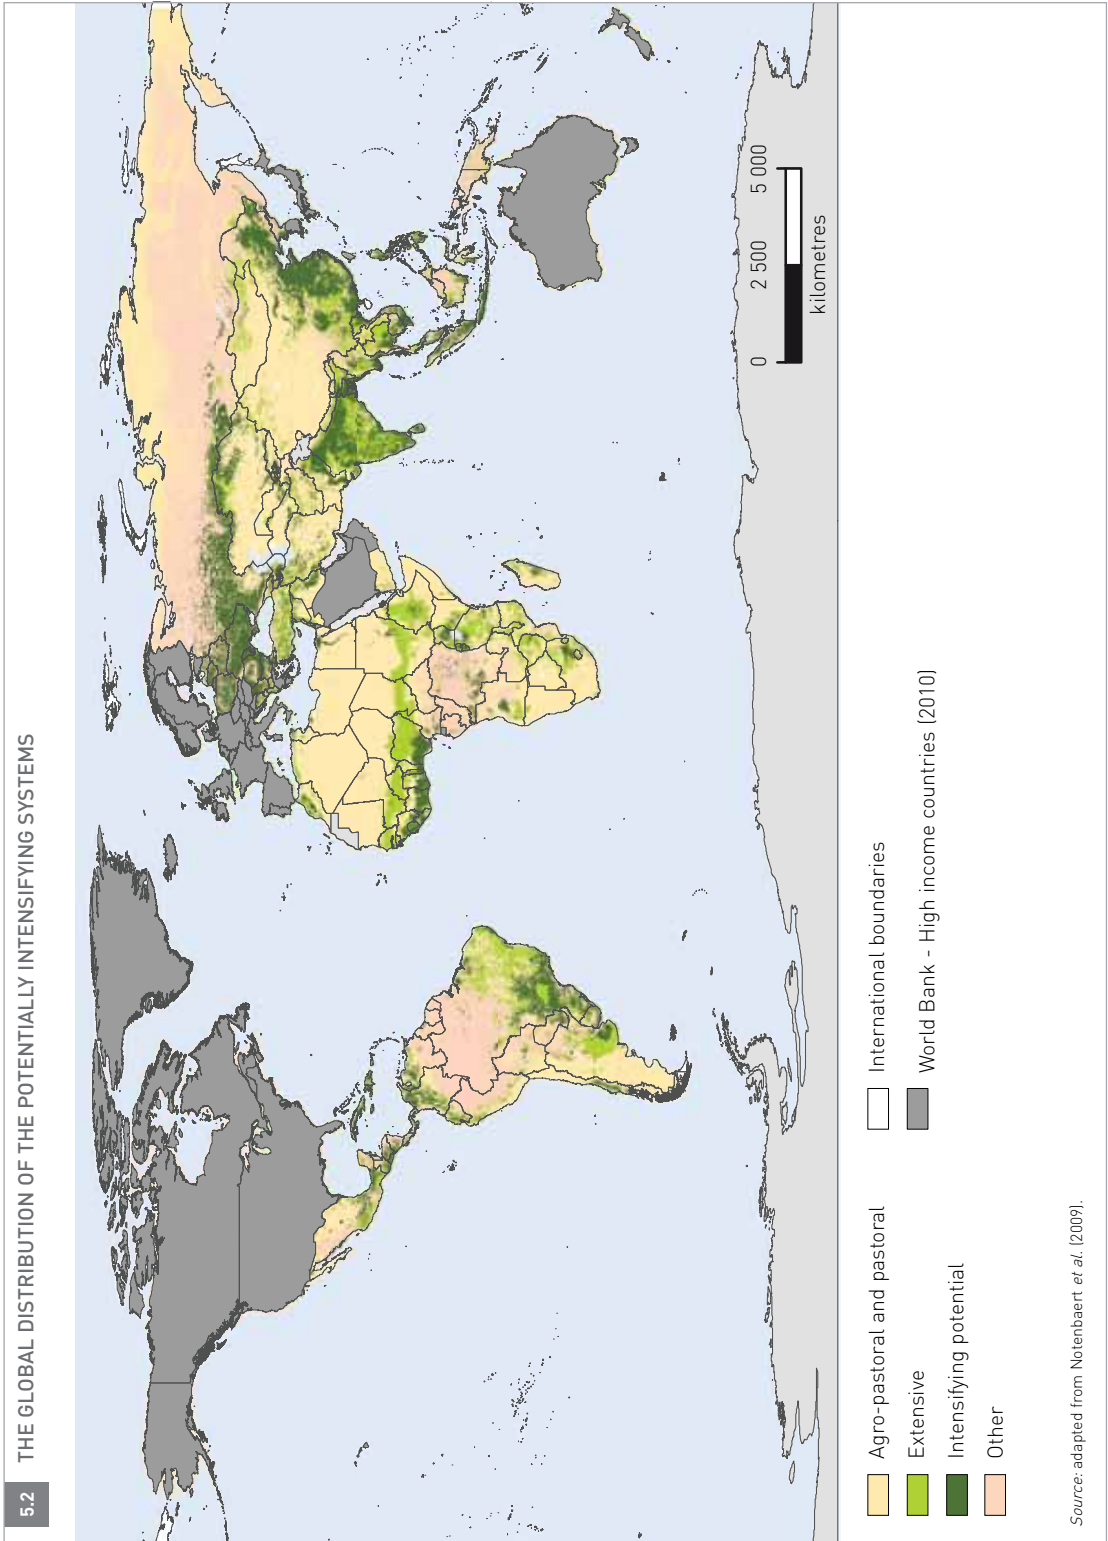 5.2 THE GLOBAL DISTRIBUTION OF THE POTENTIALLY INTENSIFYING SYSTEMS
0 2 500 5 000
kilometres
Agro-pastoral and pastoral
Extensive
Intensifying potential
Other
International boundaries
World Bank - High income countries (2010)
Source: adapted from Notenbaert et al. (2009).